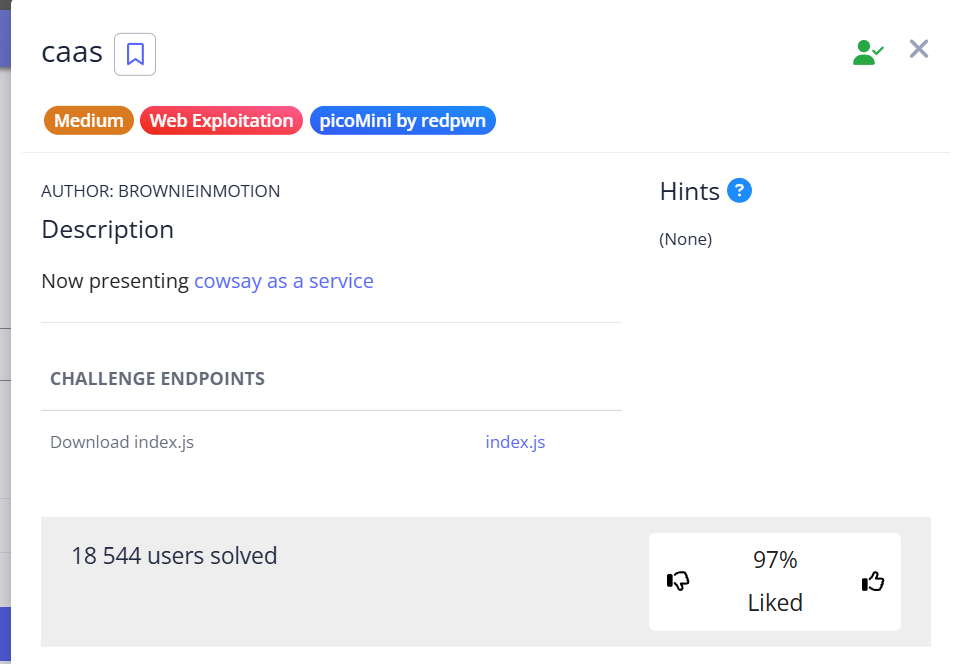 caas
Medium Web Exploitation picoMini by redpwn
AUTHOR: BROWNIEINMOTION
Description
Now presenting cowsay as a service
Hints ?
(None)
CHALLENGE ENDPOINTS
Download index.js index.js
18 544 users solved
97%
Liked